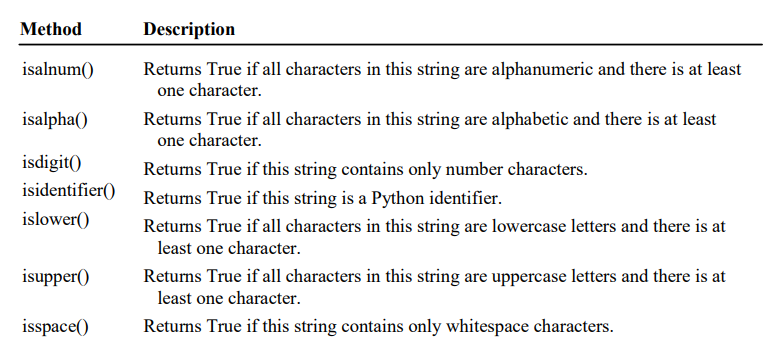 Method Description
isalnum() Returns True if all characters in this string are alphanumeric and there is at least
one character.
isalpha() Returns True if all characters in this string are alphabetic and there is at least
one character.
isdigit() Returns True if this string contains only number characters.
isidentifier() Returns True if this string is a Python identifier.
islower() Returns True if all characters in this string are lowercase letters and there is at
least one character.
isupper() Returns True if all characters in this string are uppercase letters and there is at
least one character.
isspace() Returns True if this string contains only whitespace characters.